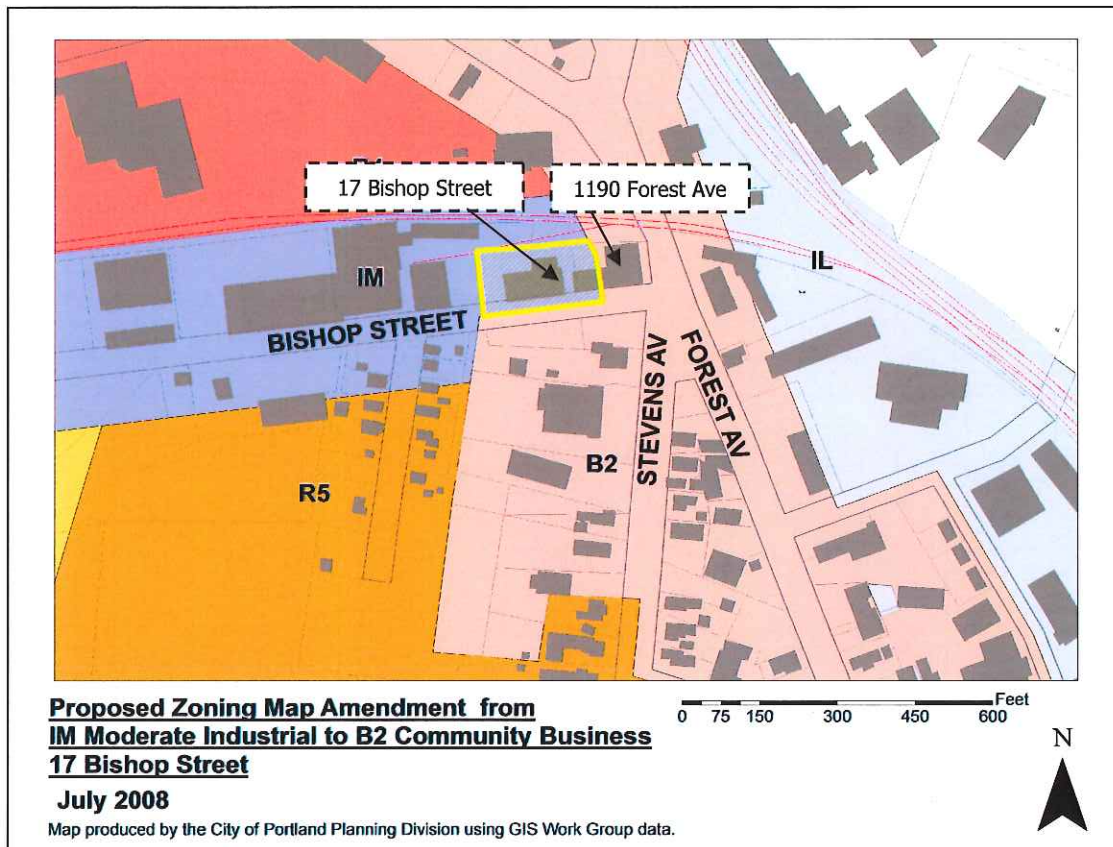 17 Bishop Street
1190 Forest Ave
IM
IL
BISHOP STREET
STEVENS AV
FOREST AV
B2
R5
Proposed Zoning Map Amendment from
IM Moderate Industrial to B2 Community Business
17 Bishop Street
July 2008
Map produced by the City of Portland Planning Division using GIS Work Group data.
Feet
0 75 150 300 450 600
N